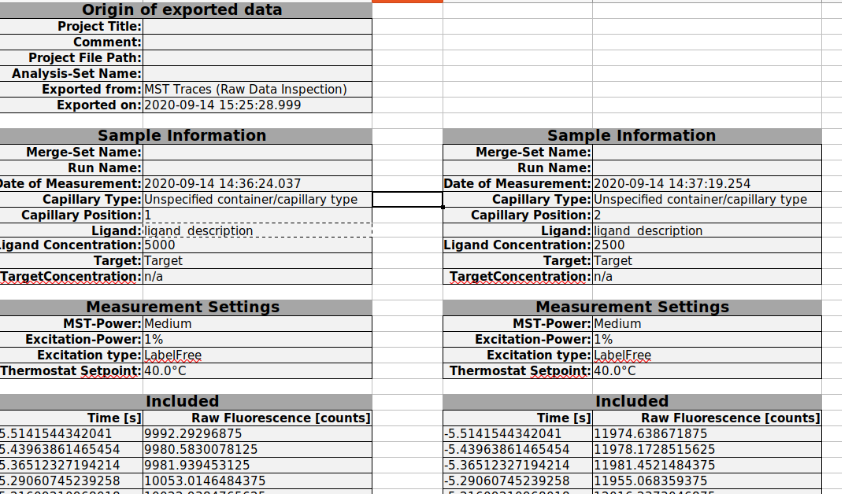 Origin of exported data
Project Title:
Comment:
Project File Path:
Analysis-Set Name:
Exported from: MST Traces (Raw Data Inspection)
Exported on: 2020-09-14 15:25:28.999
Sample Information Sample Information
Merge-Set Name: Merge-Set Name:
Run Name: Run Name:
Date of Measurement: 2020-09-14 14:36:24.037 Date of Measurement: 2020-09-14 14:37:19.254
Capillary Type: Unspecified container/capillary type Capillary Type: Unspecified container/capillary type
Capillary Position: 1 Capillary Position: 2
Ligand: ligand description Ligand: ligand description
igand Concentration: 5000 Ligand Concentration: 2500
Target: Target Target: Target
TargetConcentration: n/a TargetConcentration: n/a
Measurement Settings Measurement Settings
MST-Power: Medium MST-Power: Medium
Excitation-Power: 1% Excitation-Power: 1%
Excitation type: LabelFree Excitation type: LabelFree
Thermostat Setpoint: 40.0°C Thermostat Setpoint: 40.0°C
Included Included
Time [s] Raw Fluorescence [counts] Time [s] Raw Fluorescence [counts]
5.5141544342041 9992.29296875 -5.5141544342041 11974.638671875
5.43963861465454 9980.5830078125 -5.43963861465454 11978.1728515625
5.36512327194214 9981.939453125 -5.36512327194214 11981.4521484375
5.29060745239258 10053.0146484375 -5.29060745239258 11955.068359375